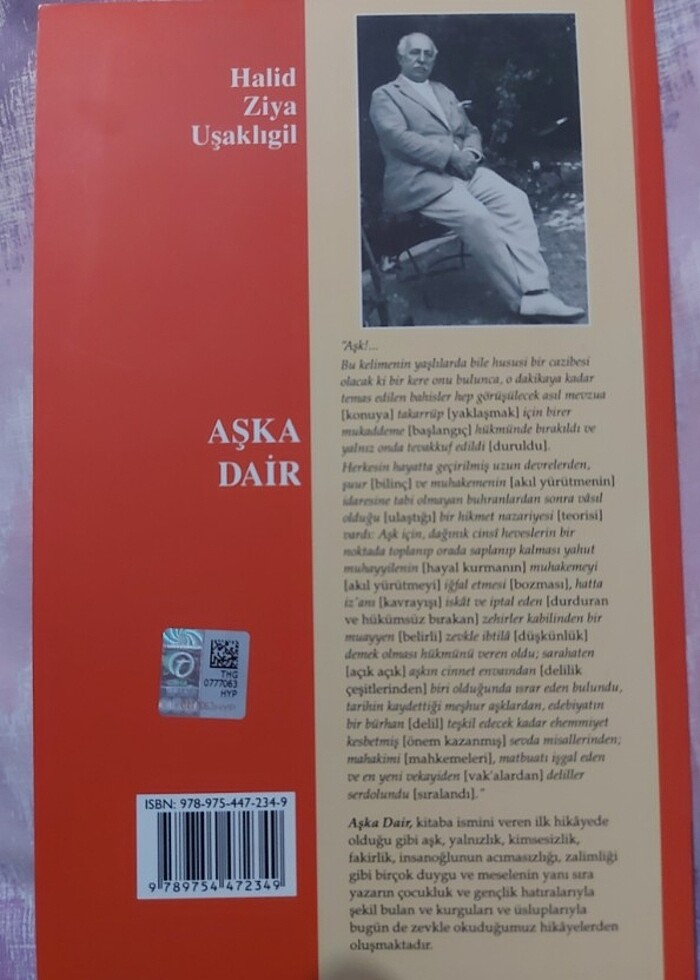 Halid
Ziya
Uşaklıgil
AŞKA
DAİR
"Aşk!...
Bu kelimenin yaşlılarda bile hususi bir cazibesi
olacak ki bir kere onu bulunca, o dakikaya kadar
temas edilen bahisler hep görüşülecek asıl mevzua
[konuya] takarrüp [yaklaşmak] için birer
mukaddeme [başlangıç] hükmünde bırakıldı ve
yalnız onda tevakkuf edildi [duruldu].
Herkesin hayatta geçirilmiş uzun devrelerden,
şuur [bilinç] ve muhakemenin [akıl yürütmenin]
idaresine tabi olmayan buhranlardan sonra vâsıl
olduğu [ulaştığı] bir hikmet nazariyesi [teorisi]
vardı: Aşk için, dağınık cinsî heveslerin bir
noktada toplanıp orada saplanıp kalması yahut
muhayyilenin [hayal kurmanın] muhakemeyi
[akıl yürütmeyi] iğfal etmesi [bozması], hatta
iz'anı [kavrayışı] iskât ve iptal eden [durduran
ve hükümsüz bırakan] zehirler kabilinden bir
muayyen [belirli] zevkle ibtilâ [düşkünlük]
demek olması hükmünü veren oldu; sarahaten
[açık açık] aşkın cinnet envaından [delilik
çeşitlerinden] biri olduğunda ısrar eden bulundu,
tarihin kaydettiği meşhur aşklardan, edebiyatın
bir bürhan [delil] teşkil edecek kadar ehemmiyet
kesbetmiş [önem kazanmış] sevda misallerinden;
mahakimi [mahkemeleri], matbuatı işgal eden
ve en yeni vekayiden [vak'alardan] deliller
serdolundu [sıralandı]."
Aşka Dair, kitaba ismini veren ilk hikâyede
olduğu gibi aşk, yalnızlık, kimsesizlik,
fakirlik, insanoğlunun acımasızlığı, zalimliği
gibi birçok duygu ve meselenin yanı sıra
yazarın çocukluk ve gençlik hatıralarıyla
şekil bulan ve kurguları ve üsluplarıyla
bugün de zevkle okuduğumuz hikâyelerden
oluşmaktadır.
THG
0777063
HYP
ISBN: 978-975-447-234-9
9 789754 472349